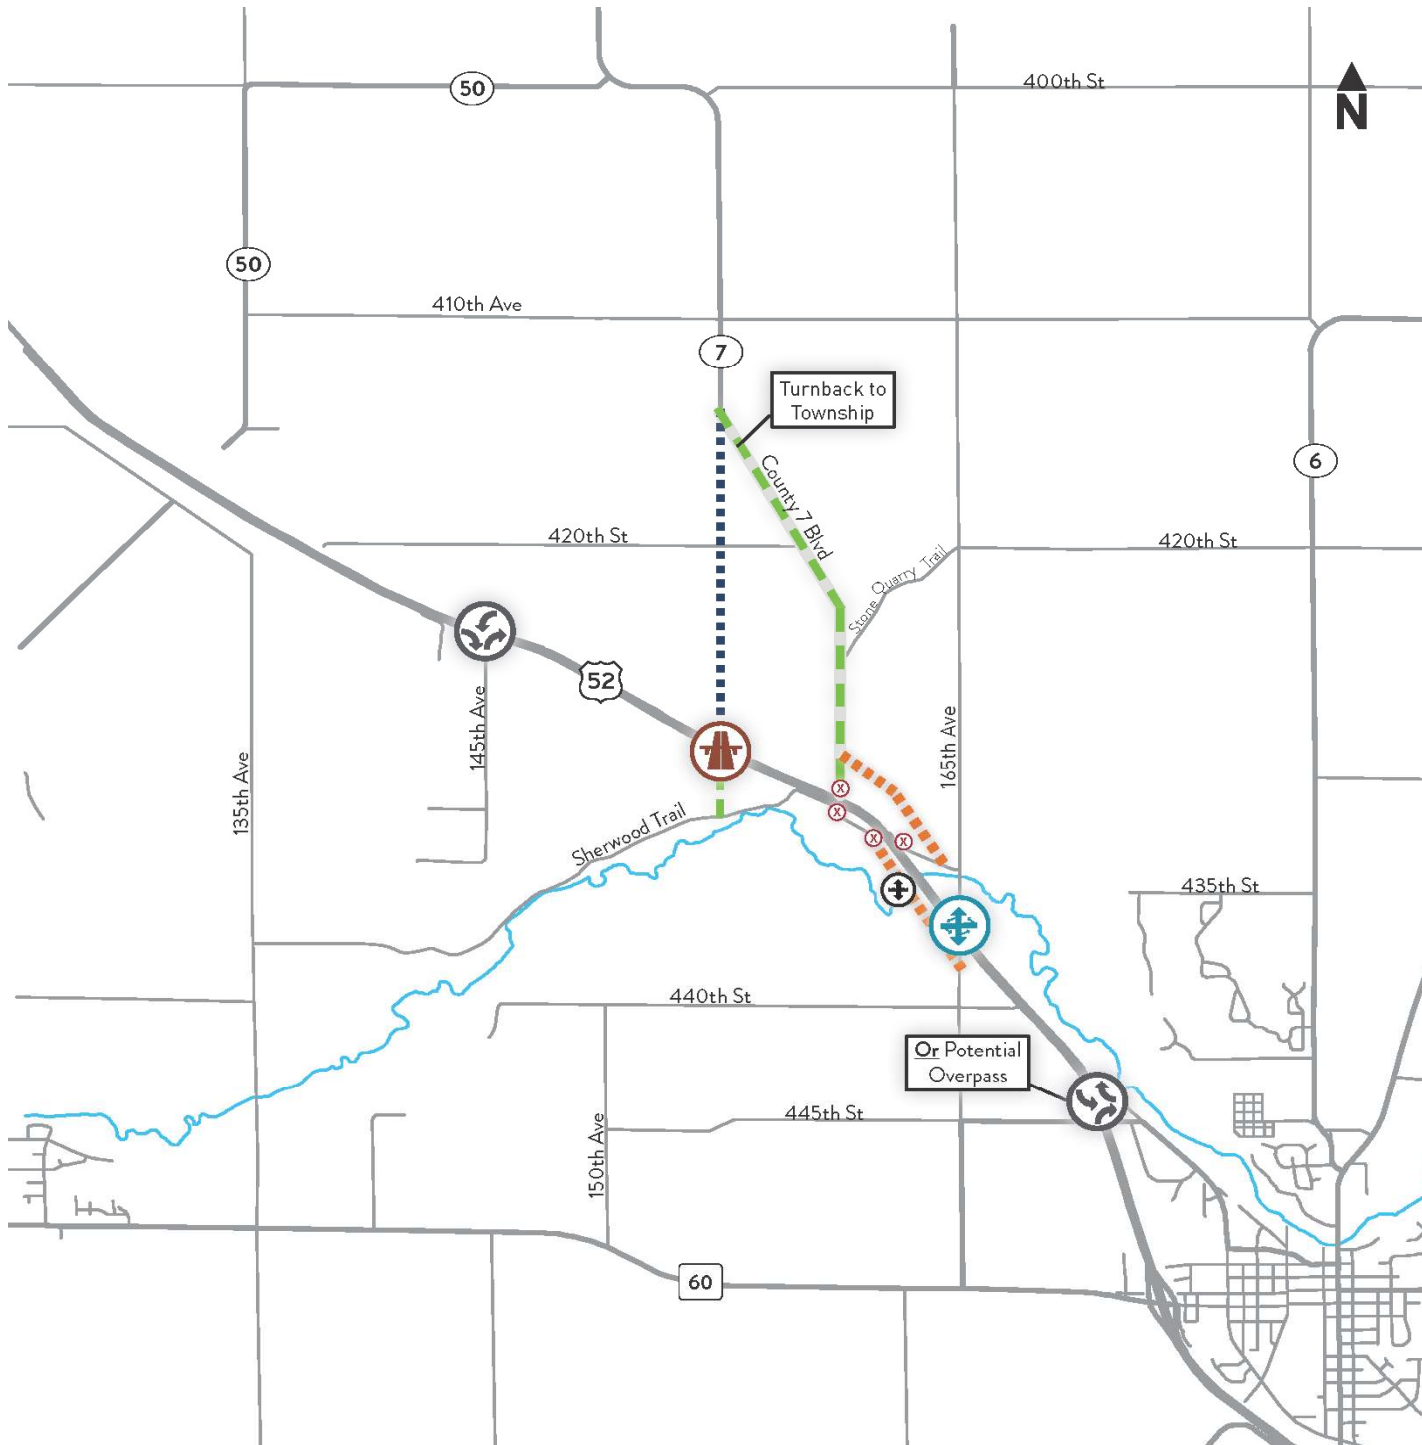 50
400th St
N
50
410th Ave
7
Turnback to
Township
County 7 Blvd
6
420th St
420th St
Stone Quarry Trail
52
145th Ave
165th Ave
135th Ave
X
X
X
X
Sherwood Trail
435th St
440th St
Or Potential
Overpass
445th St
150th Ave
60